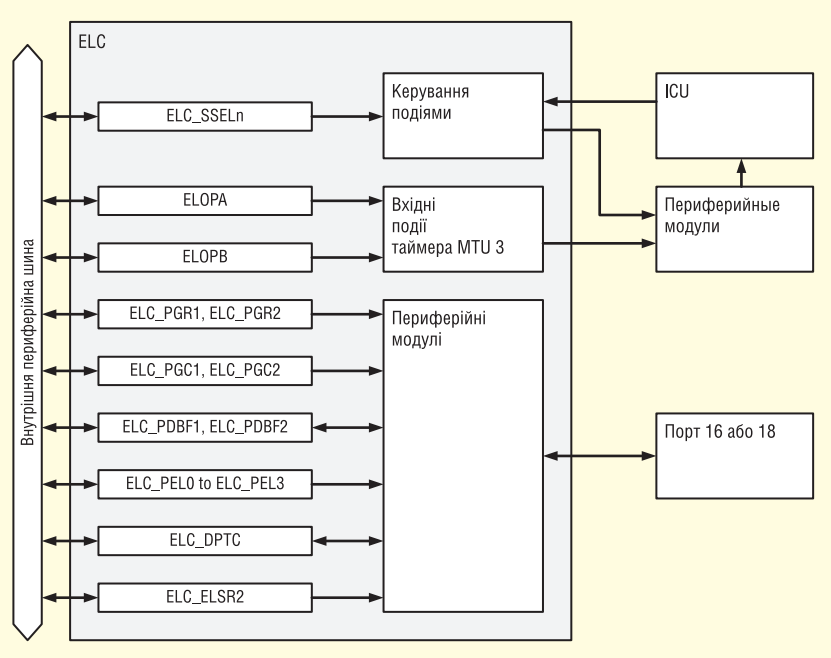 ELC
ELC_SSELn
Керування
подіями
ICU
ELOPA
Вхідні
події
таймера MTU 3
Периферийные
модули
ELOPB
Внутрішня периферійна шина
ELC_PGR1, ELC_PGR2
Периферійні
модулі
ELC_PGC1, ELC_PGC2
ELC_PDBF1, ELC_PDBF2
Порт 16 або 18
ELC_PEL0 to ELC_PEL3
ELC_DPTC
ELC_ELSR2